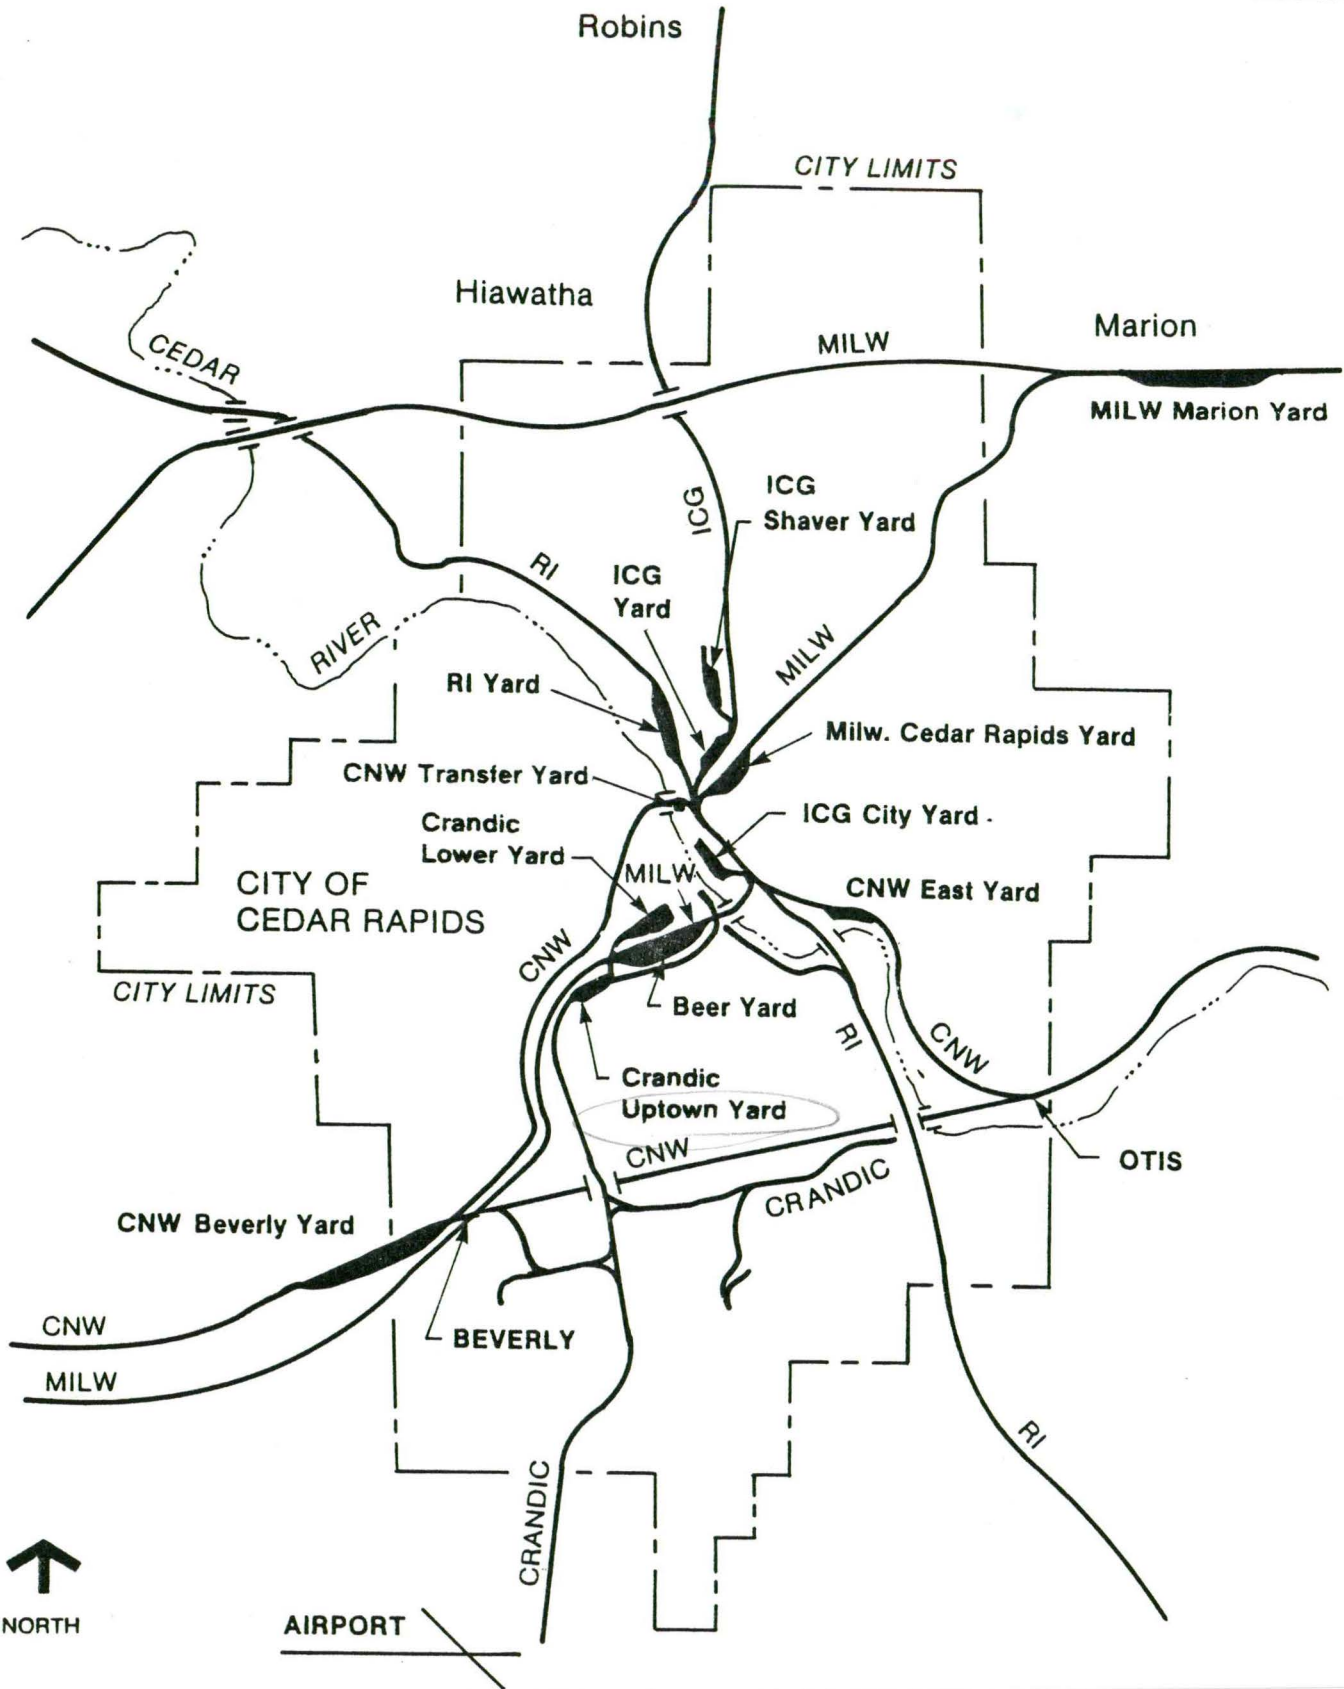 Robins
CITY LIMITS
Hiawatha
Marion
MILW
CEDAR
MILW Marion Yard
ICG
Shaver Yard
ICG
RI
ICG
Yard
RIVER
MILW
RI Yard
Milw. Cedar Rapids Yard
CNW Transfer Yard
ICG City Yard
Crandic
Lower Yard
MILW
CITY OF
CEDAR RAPIDS
CNW East Yard
CNW
CITY LIMITS
Beer Yard
RI
CNW
Crandic
Uptown Yard
CNW
OTIS
CRANDIC
CNW Beverly Yard
CNW
BEVERLY
MILW
RI
CRANDIC
NORTH
AIRPORT